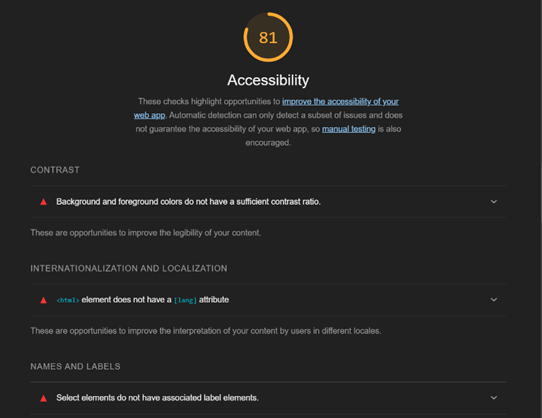 81
Accessibility
These checks highlight opportunities to improve the accessibility of your
web app. Automatic detection can only detect a subset of issues and does
not guarantee the accessibility of your web app, so manual testing is also
encouraged.
CONTRAST
Background and foreground colors do not have a sufficient contrast ratio.
These are opportunities to improve the legibility of your content.
INTERNATIONALIZATION AND LOCALIZATION
<html> element does not have a [lang] attribute
These are opportunities to improve the interpretation of your content by users in different locales.
NAMES AND LABELS
Select elements do not have associated label elements.